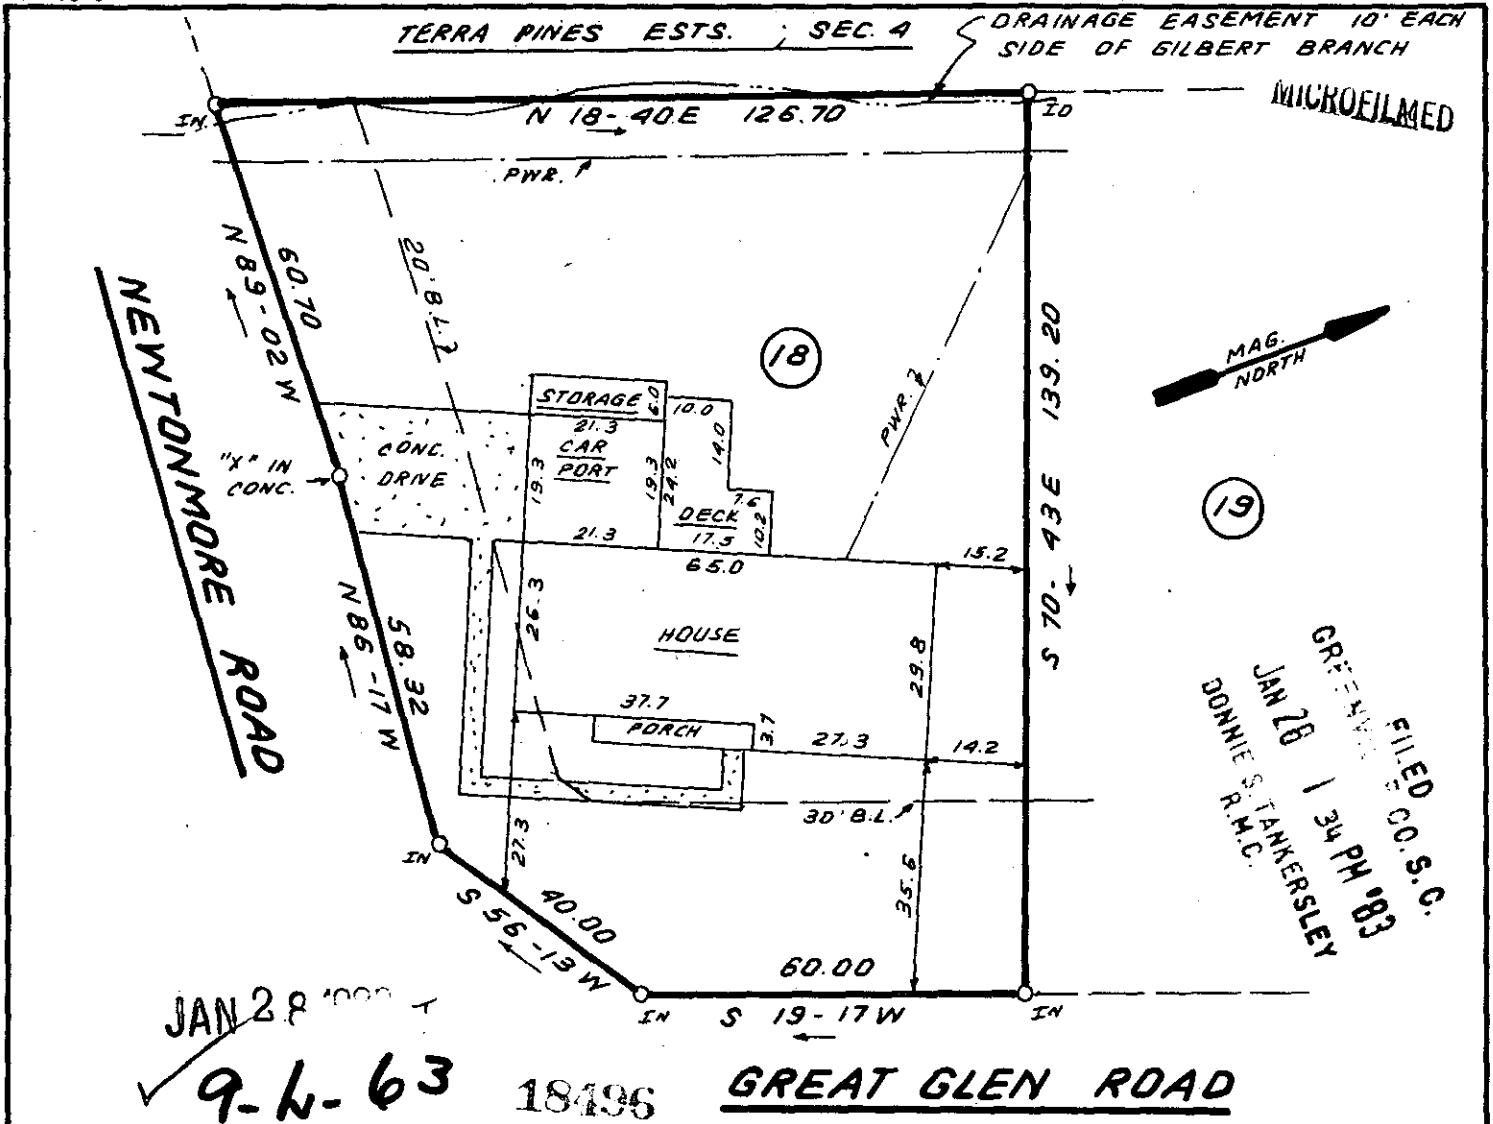 TERRA PINES ESTS. ; SEC. 4
DRAINAGE EASEMENT 10' EACH
SIDE OF GILBERT BRANCH
MICROFILMED
IN.
N 18-40 E 126.70
IO
PWR.
N 89-02 W
60.70
20' B.L.
18
MAG.
NORTH
NEWTONMORE ROAD
S 70-43 E 139.20
PWR.
STORAGE
6.0
10.0
21.3
14.0
CAR
PORT
19.3
19.3
24.2
CONC.
DRIVE
"X" IN
CONC.
7.6
DECK
17.5
10.2
19
21.3
65.0
15.2
N 86-17 W
58.32
26.3
HOUSE
29.8
37.7
PORCH
3.7
27.3
14.2
30' B.L.
27.3
35.6
IN
40.00
S 56-13 W
60.00
IN
S 19-17 W
IN
FILED
CO. S. C.
JAN 28 1 34 PM '83
DONNIE S. TANKERSLEY
R.M.C.
JAN 28
9-L-63
18496
GREAT GLEN ROAD